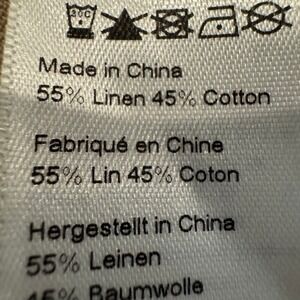 30C
Made in China
55% Linen 45% Cotton
Fabriqué en Chine
55% Lin 45% Coton
Hergestellt in China
55% Leinen
45% Baumwolle